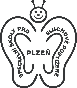 SPECIÁLNÍ ŠKOLY PRO
SLUCHOVĚ POSTIŽENÉ
PLZEŇ